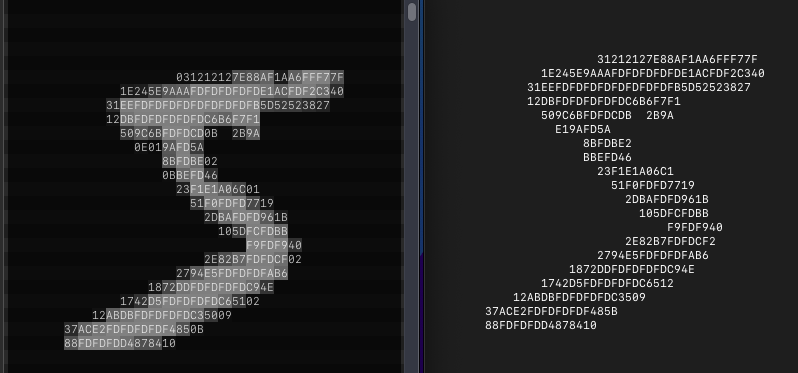 031212127E88AF1AA6FFF77F
1E245E9AAAFDFDFDFDFDE1ACFDF2C340
31EEFDFDFDFDFDFDFDFDFB5D52523827
12DBFDFDFDFDFDC6B6F7F1
509C6BFDFDCD0B  2B9A
0E019AFD5A
8BFDBE02
0BBEFD46
23F1E1A06C01
51F0FDFD7719
2DBAFDFD961B
105DFCFDBB
F9FDF940
2E82B7FDFDCF02
2794E5FDFDFDFAB6
1872DDFDFDFDFDC94E
1742D5FDFDFDFDC65102
12ABDBFDFDFDFDC35009
37ACE2FDFDFDFDF4850B
88FDFDFDD4878410
31212127E88AF1AA6FFF77F
1E245E9AAAFDFDFDFDFDE1ACFDF2C340
31EEFDFDFDFDFDFDFDFDFB5D52523827
12DBFDFDFDFDFDC6B6F7F1
509C6BFDFDCDB  2B9A
E19AFD5A
8BFDBE2
BBEFD46
23F1E1A06C1
51F0FDFD7719
2DBAFDFD961B
105DFCFDBB
F9FDF940
2E82B7FDFDCF2
2794E5FDFDFDFAB6
1872DDFDFDFDFDC94E
1742D5FDFDFDFDC6512
12ABDBFDFDFDFDC3509
37ACE2FDFDFDFDF485B
88FDFDFDD4878410